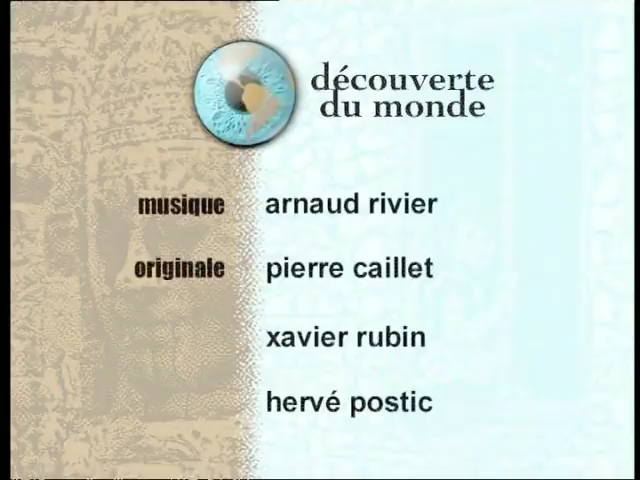 découverte
du monde
musique arnaud rivier
originale pierre caillet
xavier rubin
hervé postic